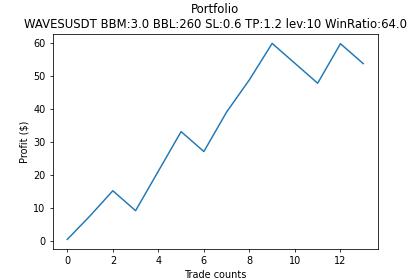 Portfolio
WAVESUSDT BBM:3.0 BBL:260 SL:0.6 TP:1.2 lev:10 WinRatio:64.0
60
50
40
30
20
10
0
Profit ($)
0 2 4 6 8 10 12
Trade counts